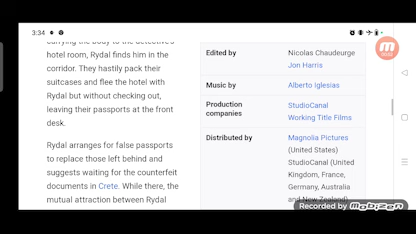 3:34
carrying the body to the detective's
hotel room, Rydal finds him in the
corridor. They hastily pack their
suitcases and flee the hotel with
Rydal but without checking out,
leaving their passports at the front
desk.
Rydal arranges for false passports
to replace those left behind and
suggests waiting for the counterfeit
documents in Crete. While there, the
mutual attraction between Rydal
Edited by
Nicolas Chaudeurge
Jon Harris
Music by
Alberto Iglesias
Production
companies
StudioCanal
Working Title Films
Distributed by
Magnolia Pictures
(United States)
StudioCanal (United
Kingdom, France,
Germany, Australia
and New Zealand)
Recorded by MOBIZEN